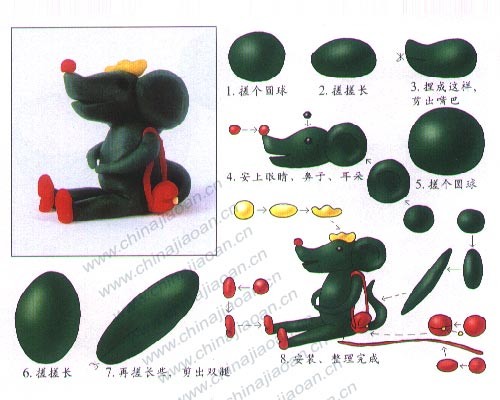 1. 搓个圆球
2. 搓搓长
3. 捏成这样,
剪出嘴巴
4. 安上眼睛、鼻子、耳朵
5. 搓个圆球
6. 搓搓长
7. 再搓长些, 剪出双腿
8. 安装、整理完成
www.chinajiaoan.cn
www.chinajiaoan.cn
www.chinajiaoan.cn
www.chinajiaoan.cn